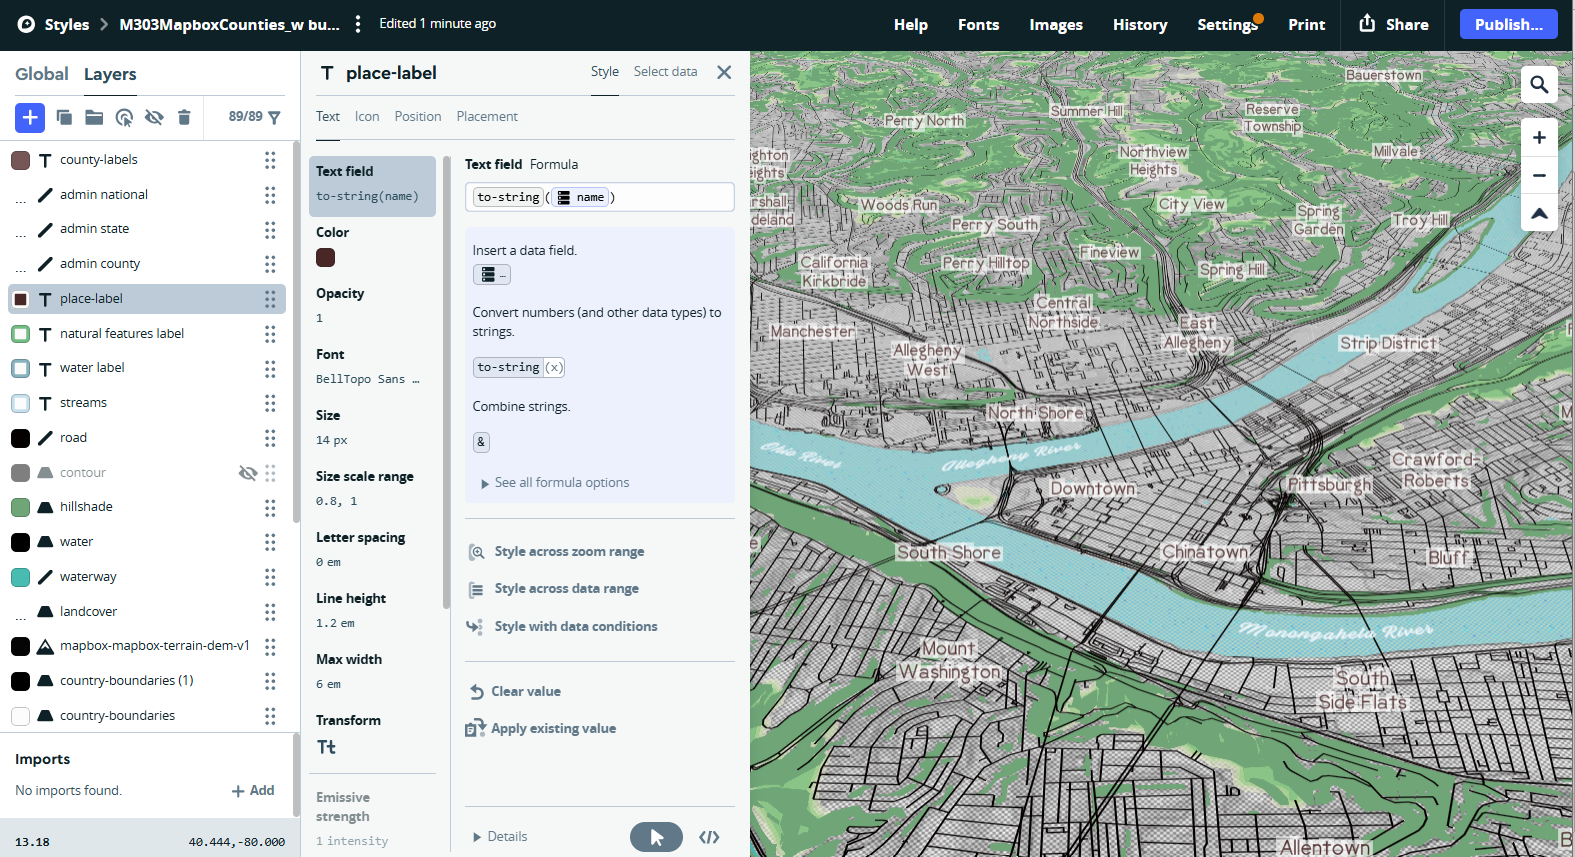 Styles
M303MapboxCounties_w bu...
Edited 1 minute ago
Help
Fonts
Images
History
Settings
Print
Share
Publish...
Global
Layers
89/89
county-labels
admin national
admin state
admin county
place-label
natural features label
water label
streams
road
contour
hillshade
water
waterway
landcover
mapbox-mapbox-terrain-dem-v1
country-boundaries (1)
country-boundaries
Imports
No imports found.
Add
13.18
40.444,-80.000
place-label
Style
Select data
Text
Icon
Position
Placement
Text field
to-string(name)
Color
Opacity
1
Font
BellTopo Sans …
Size
14 px
Size scale range
0.8, 1
Letter spacing
0 em
Line height
1.2 em
Max width
6 em
Transform
Tt
Emissive
strength
1 intensity
Text field Formula
to-string ( name )
Insert a data field.
–
Convert numbers (and other data types) to
strings.
to-string (x)
Combine strings.
&
See all formula options
Style across zoom range
Style across data range
Style with data conditions
Clear value
Apply existing value
Details
Bauerstown
Summer Hill
Reserve
Township
Perry North
Northview
Heights
Millvale
ighton
eights
rshall
deland
Woods Run
City View
Spring
Garden
Troy Hill
Perry South
Fineview
California
Kirkbride
Perry Hilltop
Spring Hill
Central
Northside
Manchester
East
Allegheny
Strip District
Allegheny
West
North Shore
Ohio River
Allegheny River
Crawford-
Roberts
Downtown
Pittsburgh
South Shore
Chinatown
Bluff
Monongahela River
Mount
Washington
South
Side Flats
Allentown